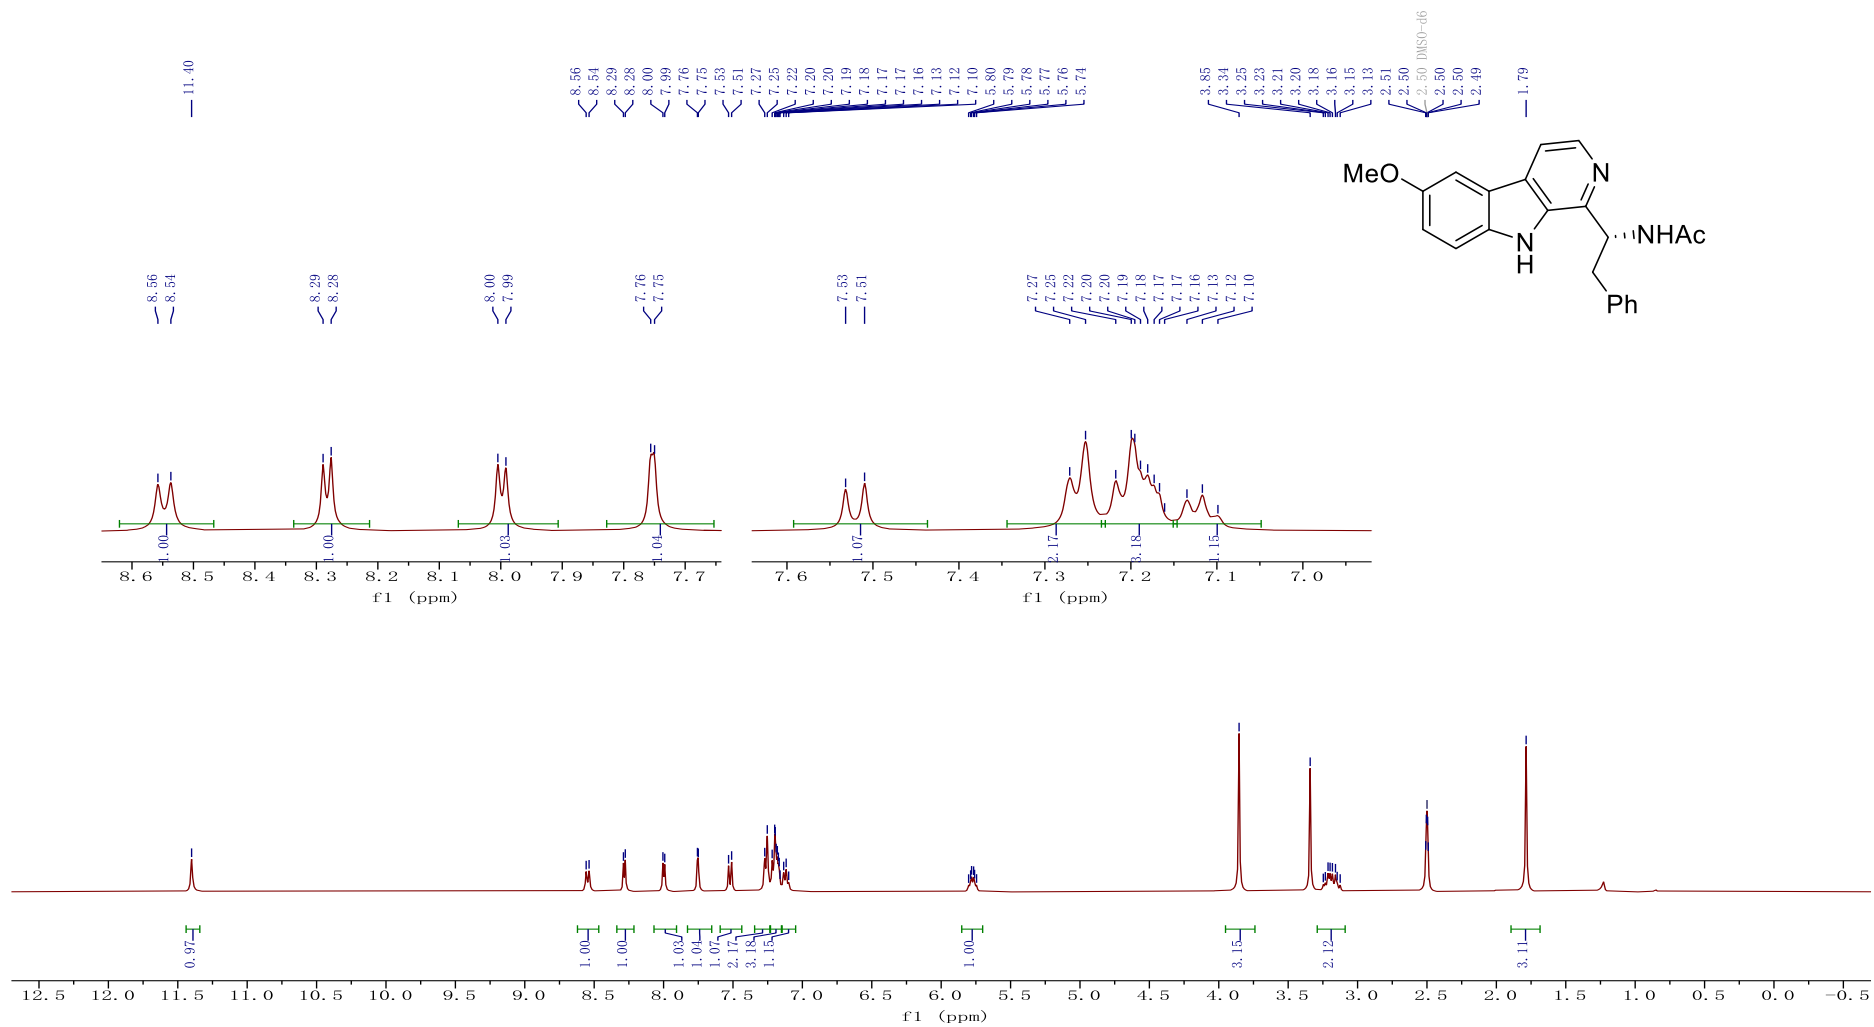 11.40 8.56 8.54 8.29 8.28 8.00 7.99 7.76 7.75 7.53 7.51 7.27 7.25 7.22 7.20 7.20 7.19 7.18 7.17 7.17 7.16 7.13 7.12 7.10 5.80 5.79 5.78 5.77 5.76 5.74 3.85 3.34 3.25 3.23 3.21 3.20 3.18 3.16 3.15 3.13 2.51 2.50 2.50 DMSO-d6 2.50 2.50 2.49 1.79
MeO
N
N
H
NHAc
Ph
8.56 8.54 8.29 8.28 8.00 7.99 7.76 7.75 7.53 7.51 7.27 7.25 7.22 7.20 7.20 7.19 7.18 7.17 7.17 7.16 7.13 7.12 7.10
1.00 1.00 1.03 1.04
8.6 8.5 8.4 8.3 8.2 8.1 8.0 7.9 7.8 7.7
f1 (ppm)
1.07 2.17 3.18 1.15
7.6 7.5 7.4 7.3 7.2 7.1 7.0
f1 (ppm)
0.97 1.00 1.00 1.03 1.04 1.07 2.17 3.18 1.15 1.00 3.15 2.12 3.11
12.5 12.0 11.5 11.0 10.5 10.0 9.5 9.0 8.5 8.0 7.5 7.0 6.5 6.0 5.5 5.0 4.5 4.0 3.5 3.0 2.5 2.0 1.5 1.0 0.5 0.0 -0.5
f1 (ppm)